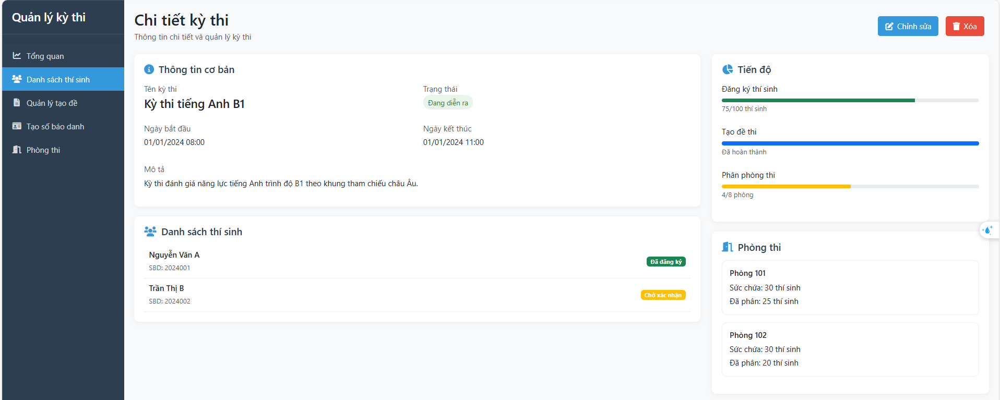 Quản lý kỳ thi
Tổng quan
Danh sách thí sinh
Quản lý tạo đề
Tạo số báo danh
Phòng thi
Chi tiết kỳ thi
Thông tin chi tiết và quản lý kỳ thi
Chỉnh sửa
Xóa
Thông tin cơ bản
Tên kỳ thi
Kỳ thi tiếng Anh B1
Trạng thái
Đang diễn ra
Ngày bắt đầu
01/01/2024 08:00
Ngày kết thúc
01/01/2024 11:00
Mô tả
Kỳ thi đánh giá năng lực tiếng Anh trình độ B1 theo khung tham chiếu châu Âu.
Danh sách thí sinh
Nguyễn Văn A
SBD: 2024001
Đã đăng ký
Trần Thị B
SBD: 2024002
Chờ xác nhận
Tiến độ
Đăng ký thí sinh
75/100 thí sinh
Tạo đề thi
Đã hoàn thành
Phân phòng thi
4/8 phòng
Phòng thi
Phòng 101
Sức chứa: 30 thí sinh
Đã phân: 25 thí sinh
Phòng 102
Sức chứa: 30 thí sinh
Đã phân: 20 thí sinh